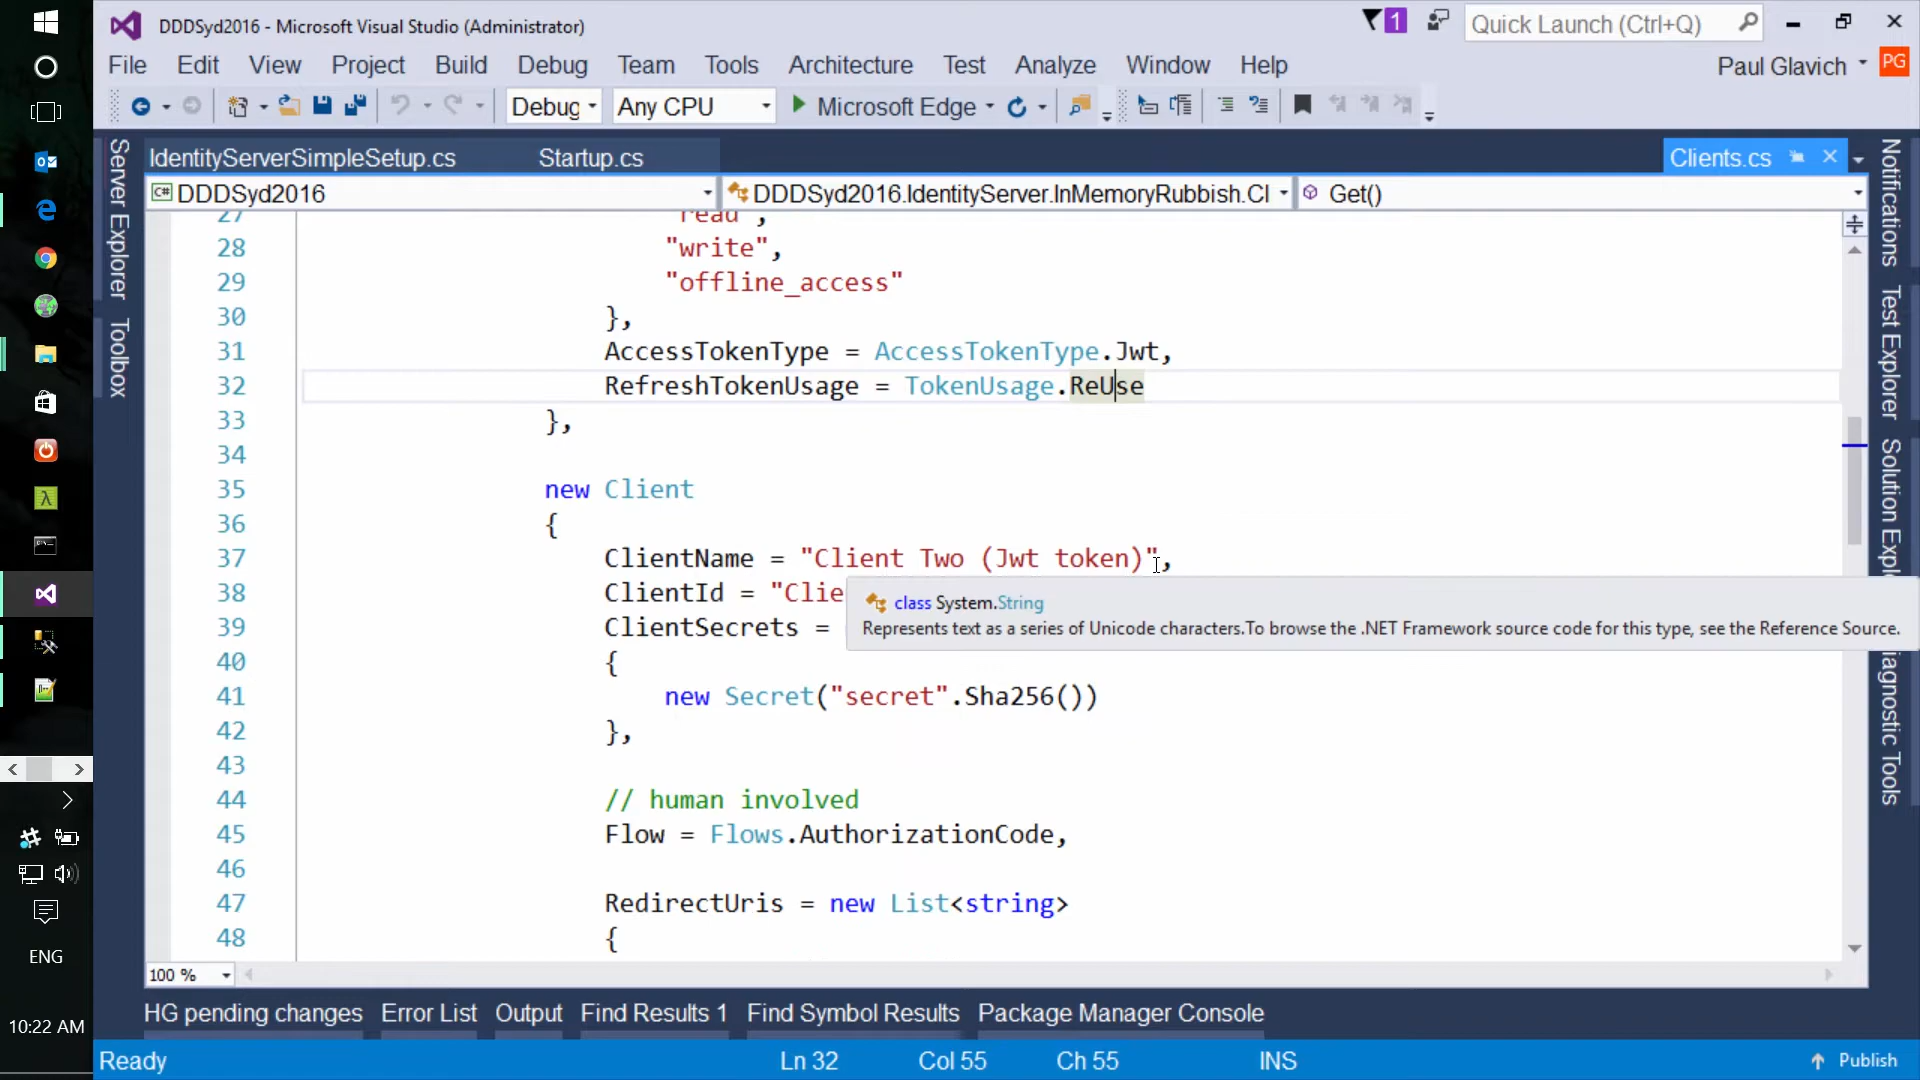 DDDSyd2016 - Microsoft Visual Studio (Administrator)
1
Quick Launch (Ctrl+Q)
File Edit View Project Build Debug Team Tools Architecture Test Analyze Window Help
Paul Glavich
PG
Debug Any CPU Microsoft Edge
Server Explorer
Toolbox
IdentityServerSimpleSetup.cs Startup.cs Clients.cs
DDDSyd2016 DDDSyd2016.IdentityServer.InMemoryRubbish.Cl Get()
27 "read",
28 "write",
29 "offline_access"
30 },
31 AccessTokenType = AccessTokenType.Jwt,
32 RefreshTokenUsage = TokenUsage.ReUse
33 },
34
35 new Client
36 {
37 ClientName = "Client Two (Jwt token)",
38 ClientId = "Clie
class System.String
39 ClientSecrets =
Represents text as a series of Unicode characters.To browse the .NET Framework source code for this type, see the Reference Source.
40 {
41 new Secret("secret".Sha256())
42 },
43
44 // human involved
45 Flow = Flows.AuthorizationCode,
46
47 RedirectUris = new List<string>
48 {
100 %
Notifications
Test Explorer
Solution Expl
iagnostic Tools
HG pending changes Error List Output Find Results 1 Find Symbol Results Package Manager Console
Ready Ln 32 Col 55 Ch 55 INS Publish
ENG
10:22 AM